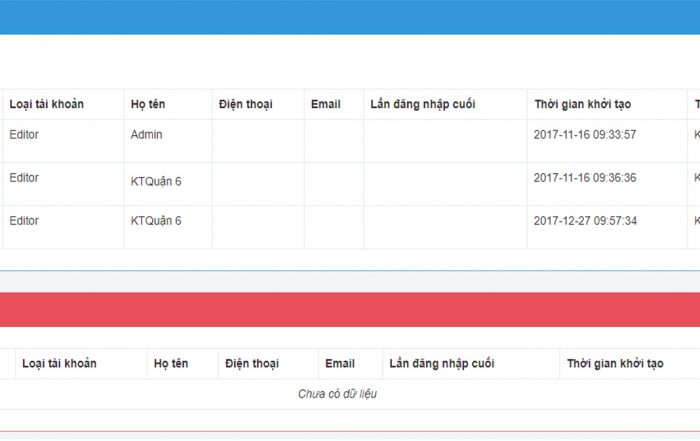 Loại tài khoản Họ tên Điện thoại Email Lần đăng nhập cuối Thời gian khởi tạo T
Editor Admin 2017-11-16 09:33:57 K
Editor KTQuận 6 2017-11-16 09:36:36 K
Editor KTQuận 6 2017-12-27 09:57:34 K
Loại tài khoản Họ tên Điện thoại Email Lần đăng nhập cuối Thời gian khởi tạo
Chưa có dữ liệu